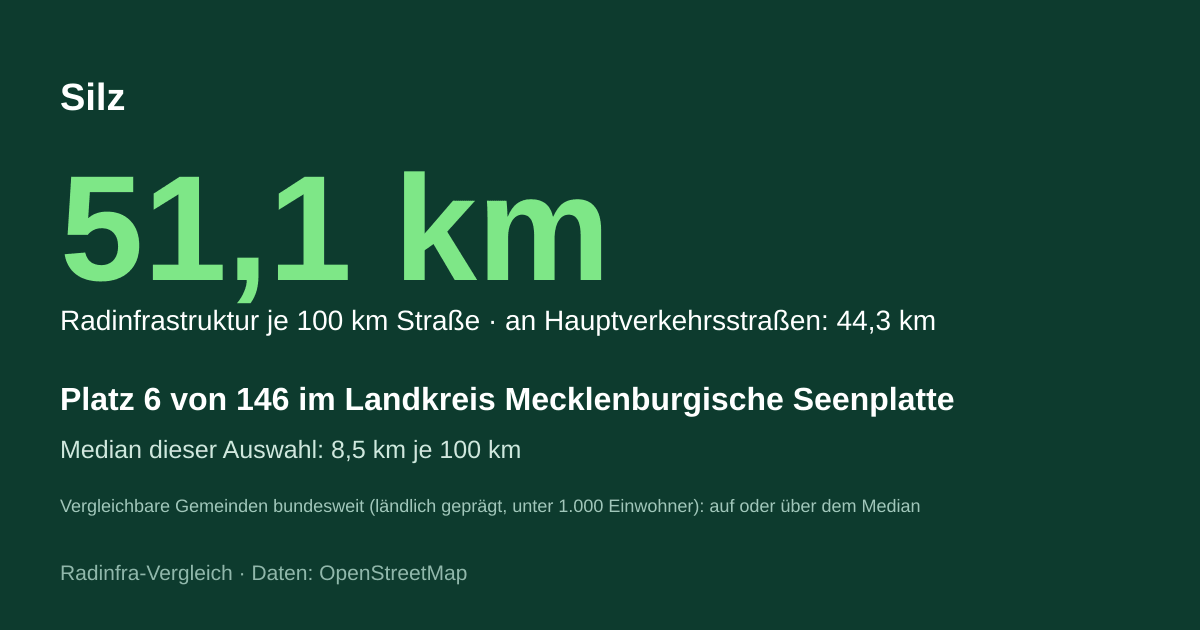 Silz
51,1 km
Radinfrastruktur je 100 km Straße · an Hauptverkehrsstraßen: 44,3 km
Platz 6 von 146 im Landkreis Mecklenburgische Seenplatte
Median dieser Auswahl: 8,5 km je 100 km
Vergleichbare Gemeinden bundesweit (ländlich geprägt, unter 1.000 Einwohner): auf oder über dem Median
Radinfra-Vergleich · Daten: OpenStreetMap